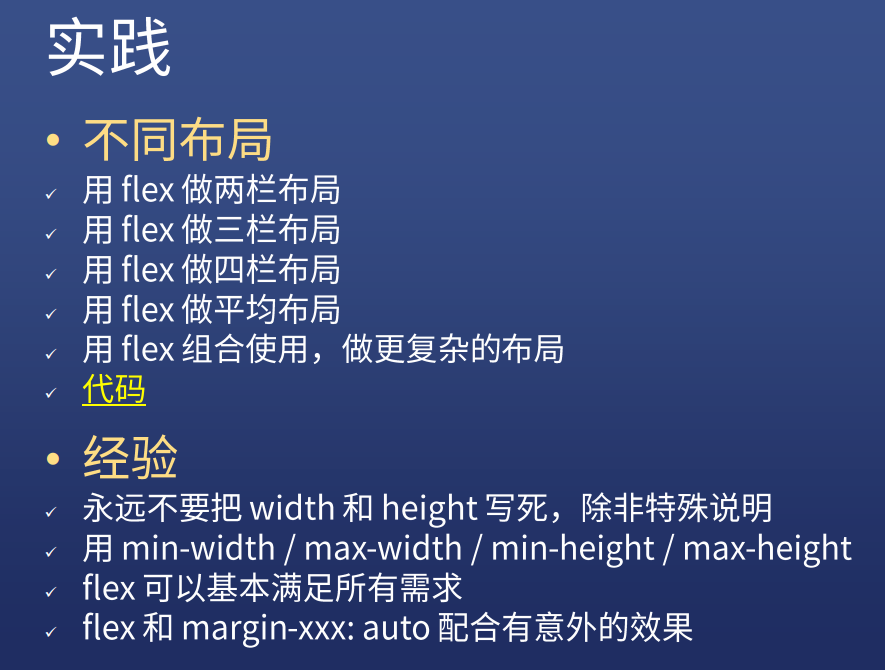 实践
• 不同布局
✓ 用 flex 做两栏布局
✓ 用 flex 做三栏布局
✓ 用 flex 做四栏布局
✓ 用 flex 做平均布局
✓ 用 flex 组合使用，做更复杂的布局
✓ 代码
• 经验
✓ 永远不要把 width 和 height 写死，除非特殊说明
✓ 用 min-width / max-width / min-height / max-height
✓ flex 可以基本满足所有需求
✓ flex 和 margin-xxx: auto 配合有意外的效果